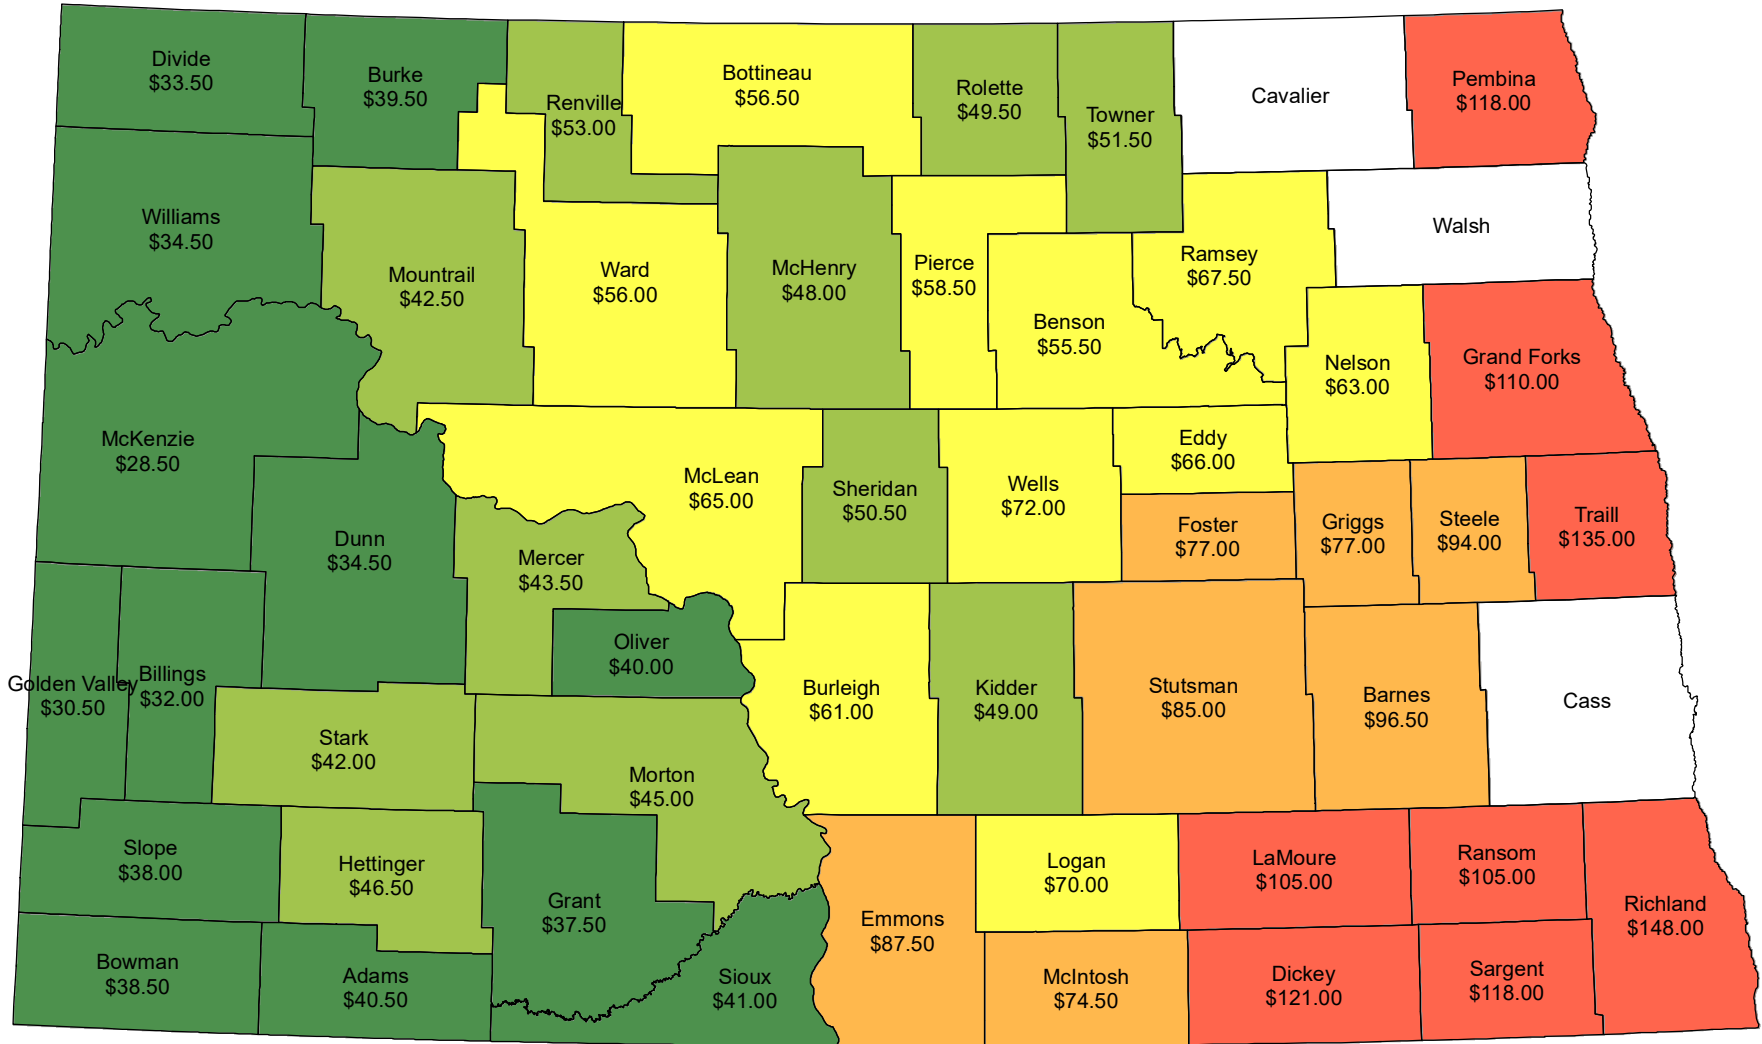 Divide
$33.50
Burke
$39.50
Renville
$53.00
Bottineau
$56.50
Rolette
$49.50
Towner
$51.50
Cavalier
Pembina
$118.00
Williams
$34.50
Mountrail
$42.50
Ward
$56.00
McHenry
$48.00
Pierce
$58.50
Benson
$55.50
Ramsey
$67.50
Walsh
Nelson
$63.00
Grand Forks
$110.00
McKenzie
$28.50
Dunn
$34.50
McLean
$65.00
Mercer
$43.50
Sheridan
$50.50
Wells
$72.00
Eddy
$66.00
Foster
$77.00
Griggs
$77.00
Steele
$94.00
Traill
$135.00
Golden Valley
$30.50
Billings
$32.00
Stark
$42.00
Oliver
$40.00
Morton
$45.00
Burleigh
$61.00
Kidder
$49.00
Stutsman
$85.00
Barnes
$96.50
Cass
Slope
$38.00
Hettinger
$46.50
Grant
$37.50
Emmons
$87.50
Logan
$70.00
LaMoure
$105.00
Ransom
$105.00
Richland
$148.00
Bowman
$38.50
Adams
$40.50
Sioux
$41.00
McIntosh
$74.50
Dickey
$121.00
Sargent
$118.00